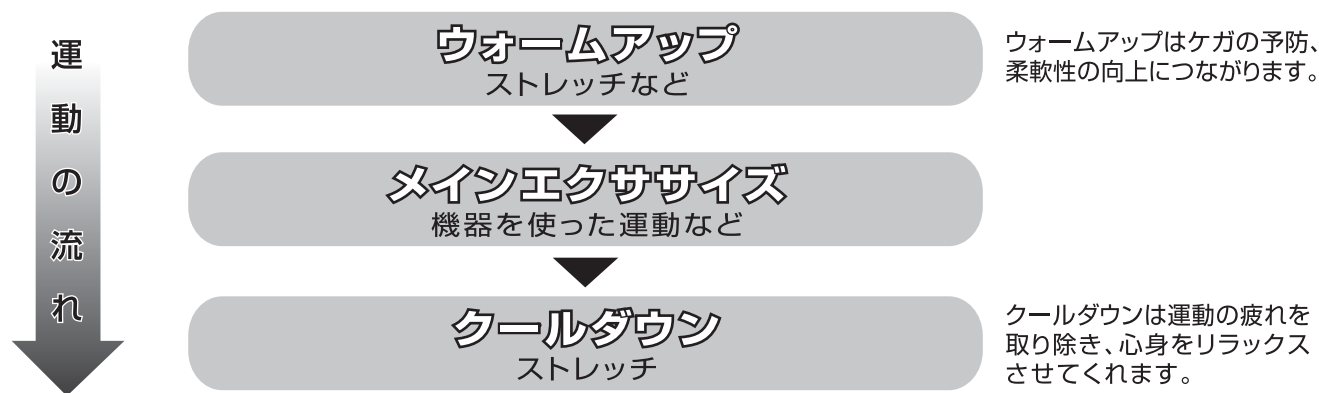 運動の流れ
ウォームアップ
ストレッチなど
ウォームアップはケガの予防、
柔軟性の向上につながります。
メインエクササイズ
機器を使った運動など
クールダウン
ストレッチ
クールダウンは運動の疲れを
取り除き、心身をリラックス
させてくれます。